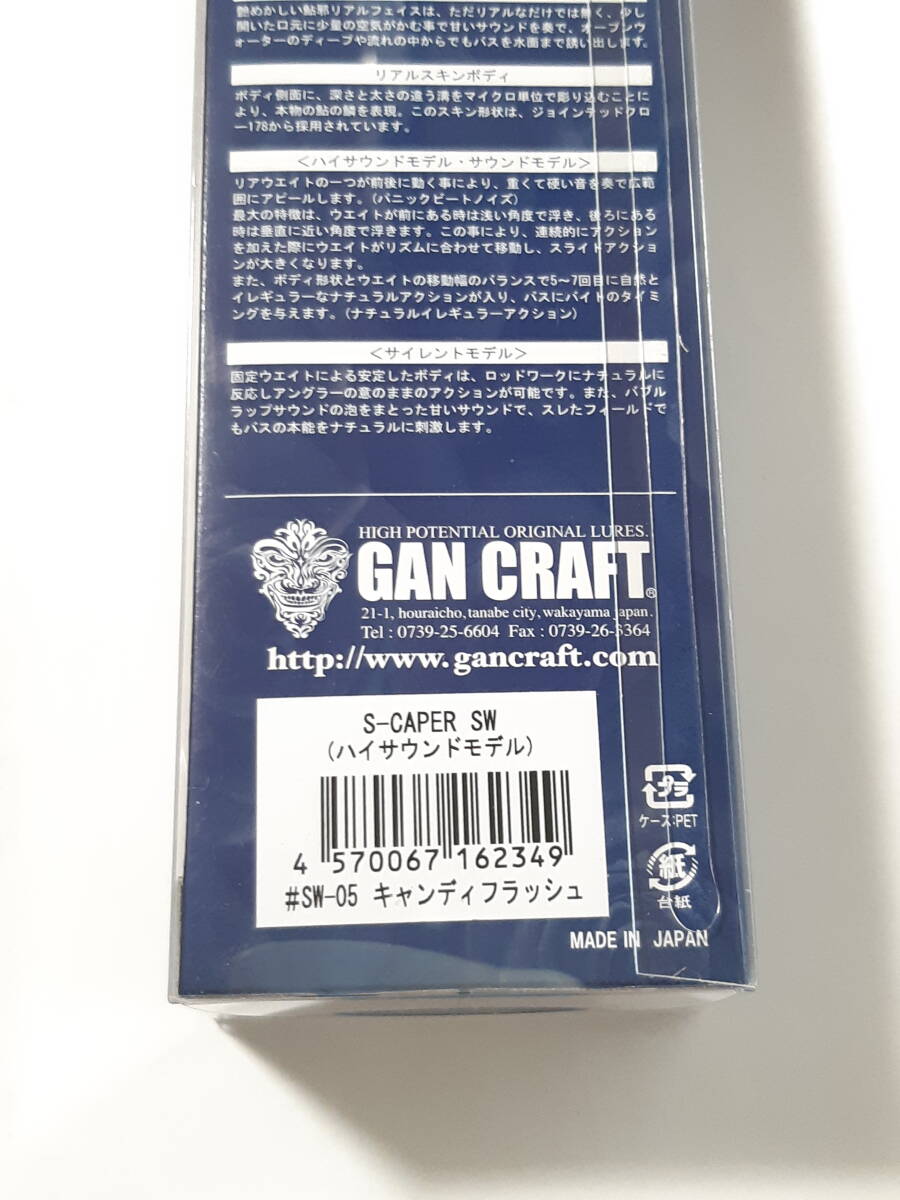 艶めかしい鮎邪リアルフェイスは、ただリアルなだけでは無く、少し
開いた口元に少量の空気がかむ事で甘いサウンドを奏で、オープンウ
ォーターのディープや流れの中からでもバスを水面まで誘い出します。
リアルスキンボディ
ボディ側面に、深さと太さの違う溝をマイクロ単位で彫り込むことに
より、本物の鮎の鱗を表現。このスキン形状は、ジョインテッドクロ
ー178から採用されています。
＜ハイサウンドモデル・サウンドモデル＞
リアウエイトの一つが前後に動く事により、重くて硬い音を奏で広範
囲にアピールします。(パニックビートノイズ)
最大の特徴は、ウエイトが前にある時は浅い角度で浮き、後ろにある
時は垂直に近い角度で浮きます。この事により、連続的にアクション
を加えた際にウエイトがリズムに合わせて移動し、スライドアクショ
ンが大きくなります。
また、ボディ形状とウエイトの移動幅のバランスで5〜7回目に自然と
イレギュラーなナチュラルアクションが入り、バスにバイトのタイミ
ングを与えます。(ナチュラルイレギュラーアクション)
＜サイレントモデル＞
固定ウエイトによる安定したボディは、ロッドワークにナチュラルに
反応しアングラーの意のままのアクションが可能です。また、バブル
ラップサウンドの泡をまとった甘いサウンドで、スレたフィールドで
もバスの本能をナチュラルに刺激します。
HIGH POTENTIAL ORIGINAL LURES.
GAN CRAFT®
21-1, houraicho, tanabe city, wakayama japan.
Tel : 0739-25-6604 Fax : 0739-26-3364
http://www.gancraft.com
S-CAPER SW
(ハイサウンドモデル)
4 570067 162349
#SW-05 キャンディフラッシュ
プラ
ケース:PET
紙
台紙
MADE IN JAPAN